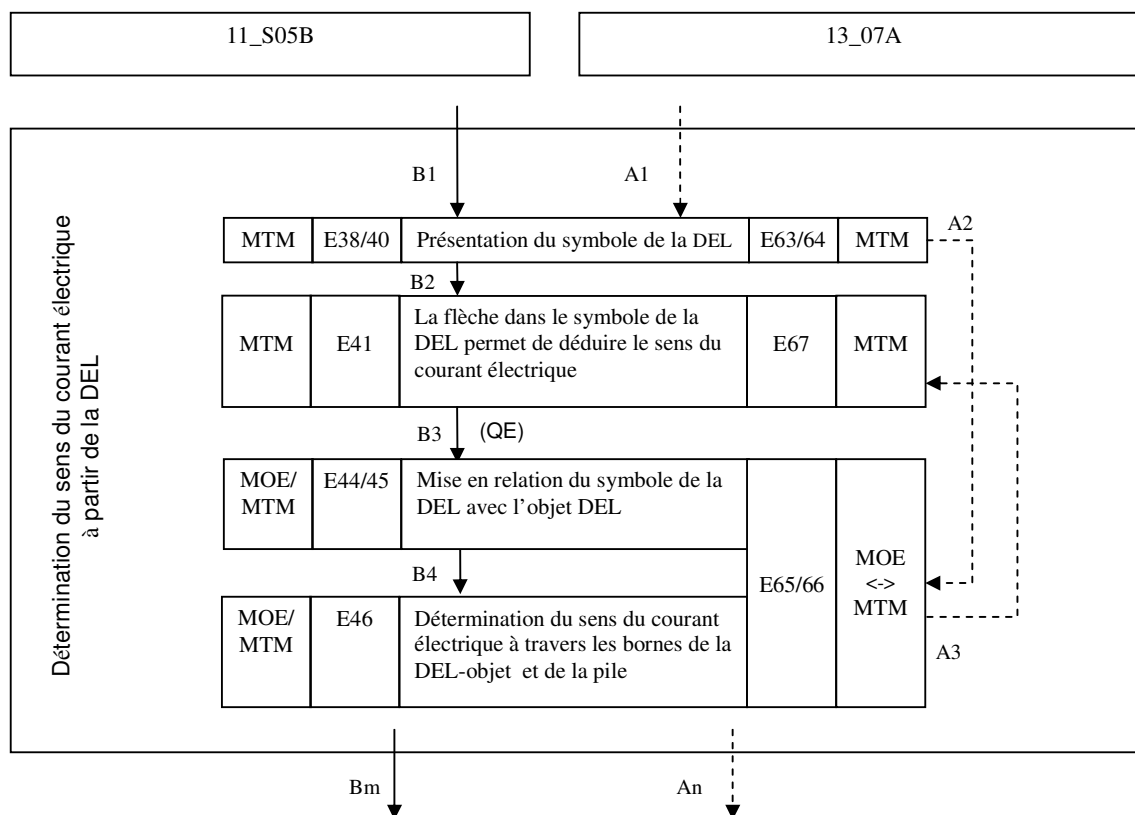 11_S05B
13_07A
B1
A1
Détermination du sens du courant électrique
à partir de la DEL
MTM
E38/40
Présentation du symbole de la DEL
E63/64
MTM
A2
B2
MTM
E41
La flèche dans le symbole de la
DEL permet de déduire le sens du
courant électrique
E67
MTM
B3
(QE)
MOE/
MTM
E44/45
Mise en relation du symbole de la
DEL avec l'objet DEL
B4
E65/66
MOE
<->
MTM
MOE/
MTM
E46
Détermination du sens du courant
électrique à travers les bornes de la
DEL-objet et de la pile
A3
Bm
An